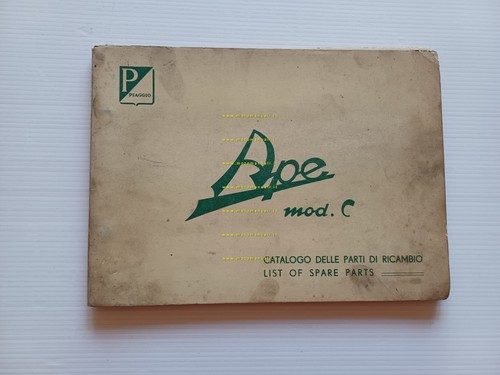 P
PIAGGIO
Ape
mod. C
CATALOGO DELLE PARTI DI RICAMBIO
LIST OF SPARE PARTS